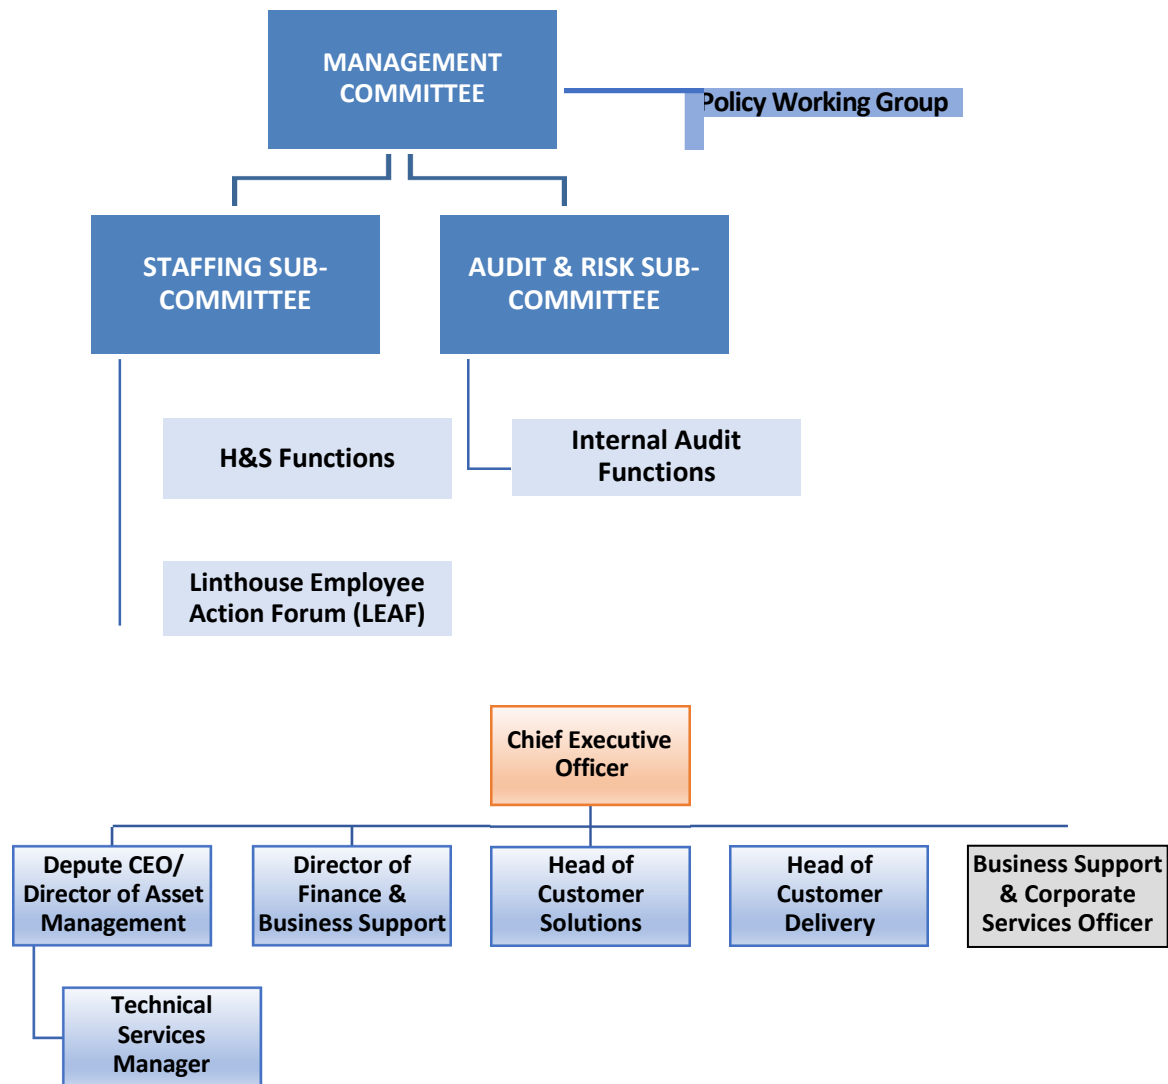 MANAGEMENT
COMMITTEE
Policy Working Group
STAFFING SUB-
COMMITTEE
AUDIT & RISK SUB-
COMMITTEE
H&S Functions
Internal Audit
Functions
Linthouse Employee
Action Forum (LEAF)
Chief Executive
Officer
Depute CEO/
Director of Asset
Management
Director of
Finance &
Business Support
Head of
Customer
Solutions
Head of
Customer
Delivery
Business Support
& Corporate
Services Officer
Technical
Services
Manager